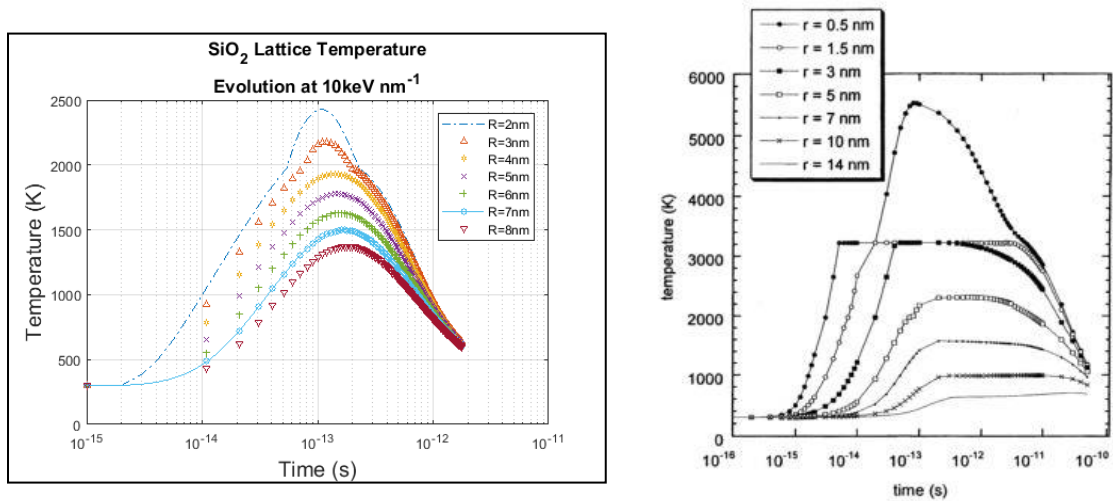 SiO2 Lattice Temperature
Evolution at 10keV nm-1
Temperature (K)
2500
2000
1500
1000
500
0
R=2nm
R=3nm
R=4nm
R=5nm
R=6nm
R=7nm
R=8nm
10-15
10-14
10-13
10-12
10-11
Time (s)
r = 0.5 nm
r = 1.5 nm
r = 3 nm
r = 5 nm
r = 7 nm
r = 10 nm
r = 14 nm
temperature (K)
6000
5000
4000
3000
2000
1000
0
10-16
10-15
10-14
10-13
10-12
10-11
10-10
time (s)